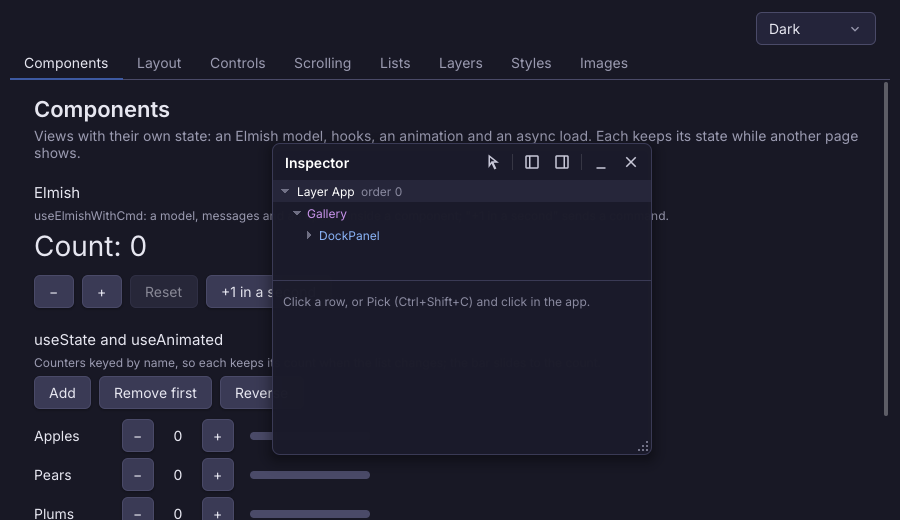 Dark
Components Layout Controls Scrolling Lists Layers Styles Images
Components
Views with their own state: an Elmish model, hooks, an animation and an async load. Each keeps its state while another page
shows.
Inspector
Layer App order 0
Gallery
DockPanel
Click a row, or Pick (Ctrl+Shift+C) and click in the app.
Elmish
useElmishWithCmd: a model, messages
Count: 0
− + Reset +1 in a
useState and useAnimated
Counters keyed by name, so each keeps
Add Remove first
Apples − 0 +
Pears − 0 +
Plums − 0 +